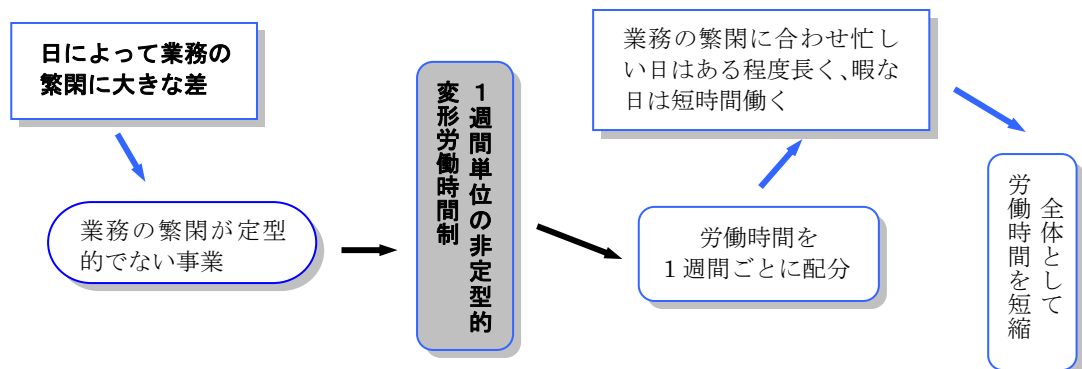 日によって業務の
繁閑に大きな差
業務の繁閑が定型
的でない事業
1週間単位の非定型的
変形労働時間制
労働時間を
1週間ごとに配分
業務の繁閑に合わせ忙し
い日はある程度長く、暇な
日は短時間働く
全体として
労働時間を短縮